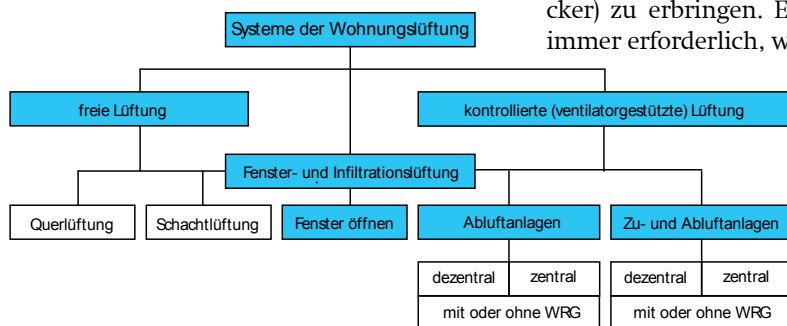 cker) zu erbringen. E
immer erforderlich, w
Systeme der Wohnungslüftung
freie Lüftung
kontrollierte (ventilatorgestützte) Lüftung
Fenster- und Infiltrationslüftung
Querlüftung
Schachtlüftung
Fenster öffnen
Abluftanlagen
Zu- und Abluftanlagen
dezentral
zentral
dezentral
zentral
mit oder ohne WRG
mit oder ohne WRG